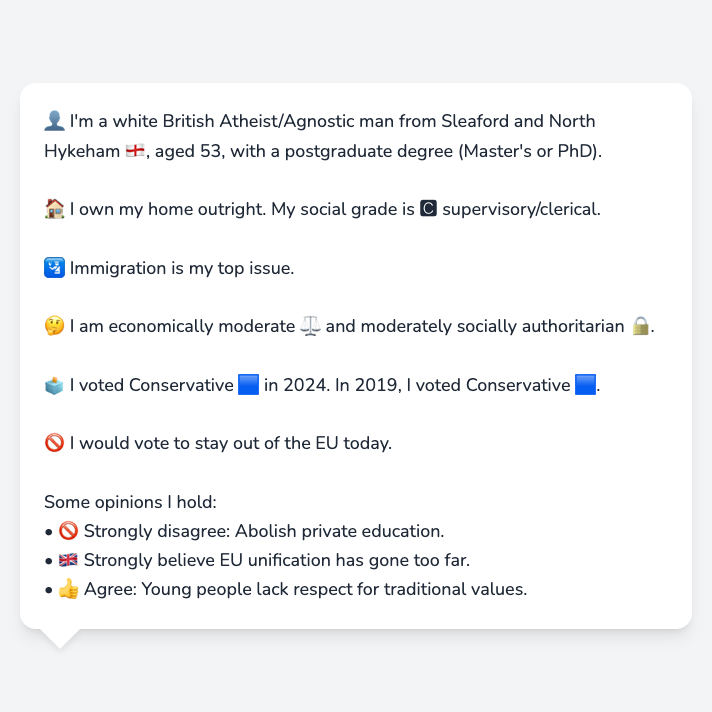 👤 I'm a white British Atheist/Agnostic man from Sleaford and North
Hykeham 🏴󠁧󠁢󠁥󠁮󠁧󠁿, aged 53, with a postgraduate degree (Master's or PhD).
🏠 I own my home outright. My social grade is 🅲 supervisory/clerical.
🛂 Immigration is my top issue.
🤔 I am economically moderate ⚖️ and moderately socially authoritarian 🔒.
🗳️ I voted Conservative 🟦 in 2024. In 2019, I voted Conservative 🟦.
🚫 I would vote to stay out of the EU today.
Some opinions I hold:
• 🚫 Strongly disagree: Abolish private education.
• 🇬🇧 Strongly believe EU unification has gone too far.
• 👍 Agree: Young people lack respect for traditional values.